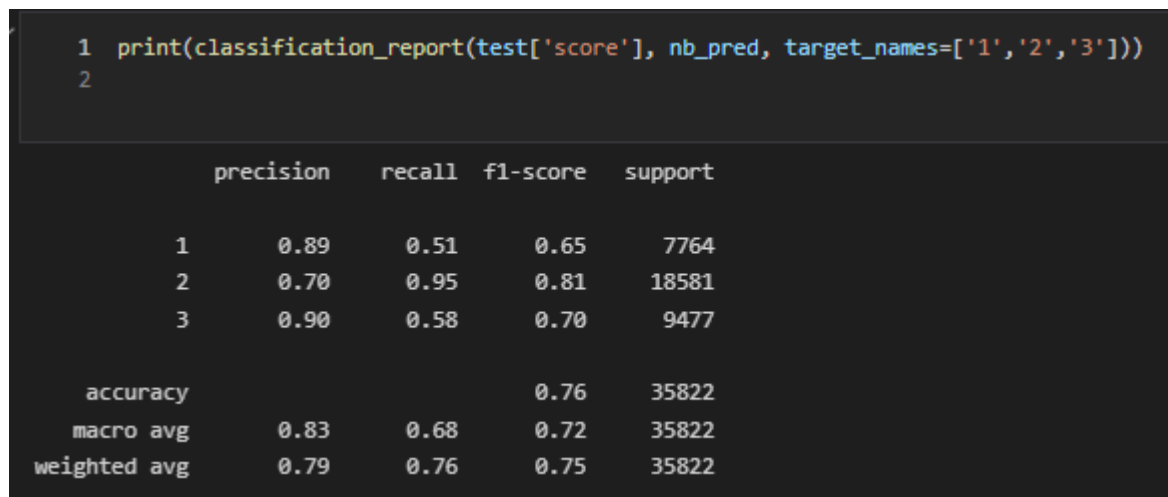 1 print(classification_report(test['score'], nb_pred, target_names=['1','2','3']))
2
precision recall f1-score support
1 0.89 0.51 0.65 7764
2 0.70 0.95 0.81 18581
3 0.90 0.58 0.70 9477
accuracy 0.76 35822
macro avg 0.83 0.68 0.72 35822
weighted avg 0.79 0.76 0.75 35822